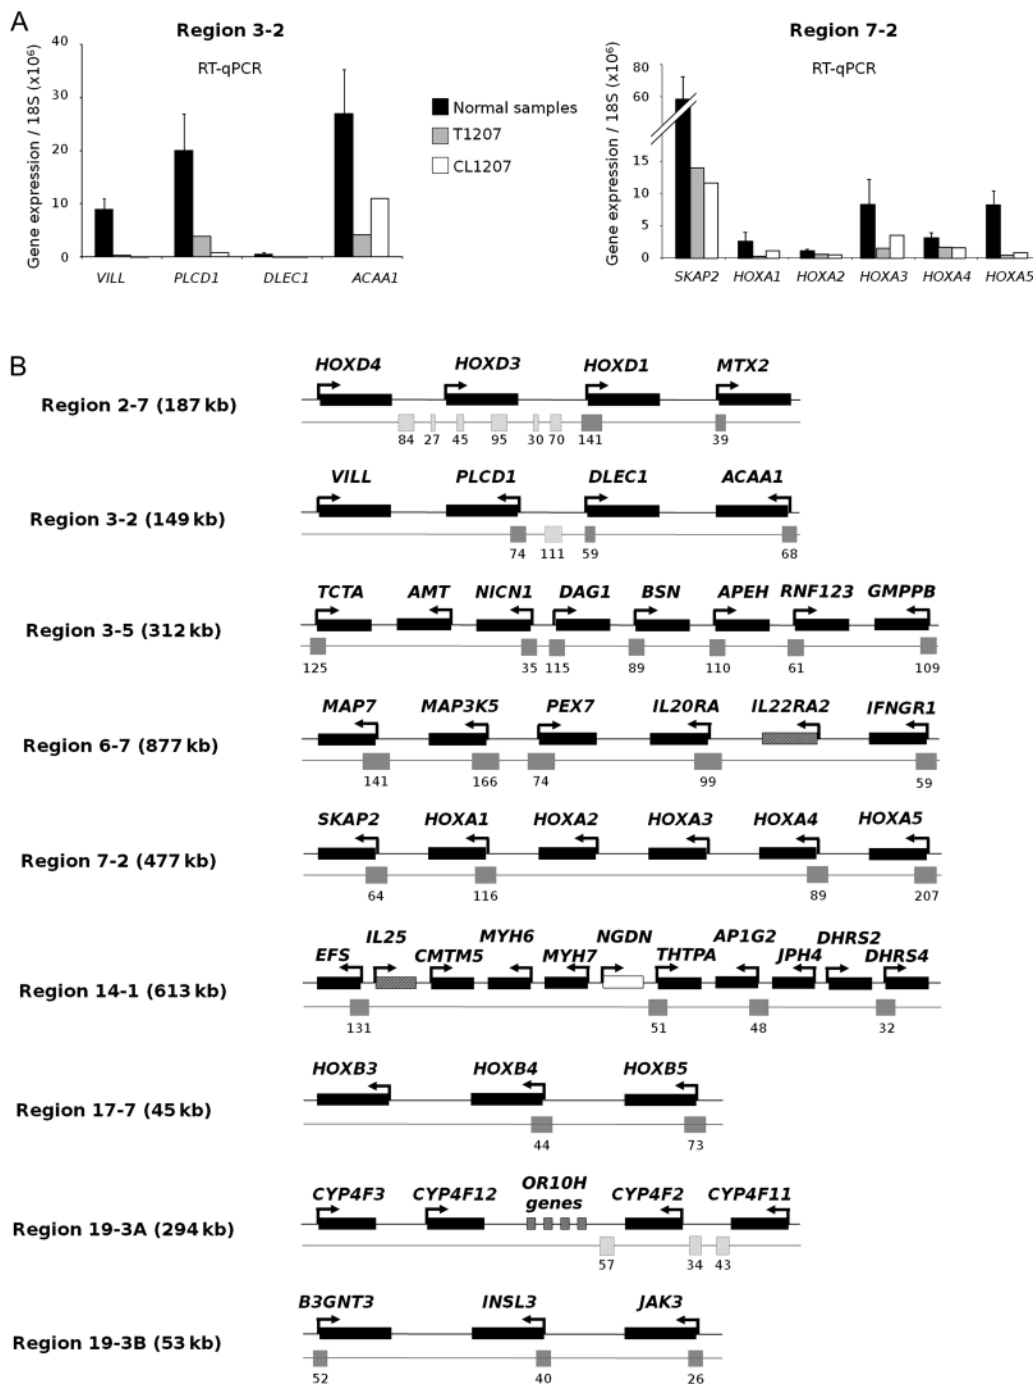 A
Region 3-2
RT-qPCR
Gene expression / 18S (x10⁶)
40
30
20
10
0
VILL PLCD1 DLEC1 ACAA1
Normal samples
T1207
CL1207
Region 7-2
RT-qPCR
Gene expression / 18S (x10⁶)
80
60
15
10
5
0
SKAP2 HOXA1 HOXA2 HOXA3 HOXA4 HOXA5
B
Region 2-7 (187 kb)
HOXD4 HOXD3 HOXD1 MTX2
84 27 45 95 30 70 141 39
Region 3-2 (149 kb)
VILL PLCD1 DLEC1 ACAA1
74 111 59 68
Region 3-5 (312 kb)
TCTA AMT NICN1 DAG1 BSN APEH RNF123 GMPPB
125 35 115 89 110 61 109
Region 6-7 (877 kb)
MAP7 MAP3K5 PEX7 IL20RA IL22RA2 IFNGR1
141 166 74 99 59
Region 7-2 (477 kb)
SKAP2 HOXA1 HOXA2 HOXA3 HOXA4 HOXA5
64 116 89 207
Region 14-1 (613 kb)
EFS IL25 CMTM5 MYH6 MYH7 NGDN THTPA AP1G2 JPH4 DHRS2 DHRS4
131 51 48 32
Region 17-7 (45 kb)
HOXB3 HOXB4 HOXB5
44 73
Region 19-3A (294 kb)
CYP4F3 CYP4F12 OR10H genes CYP4F2 CYP4F11
57 34 43
Region 19-3B (53 kb)
B3GNT3 INSL3 JAK3
52 40 26